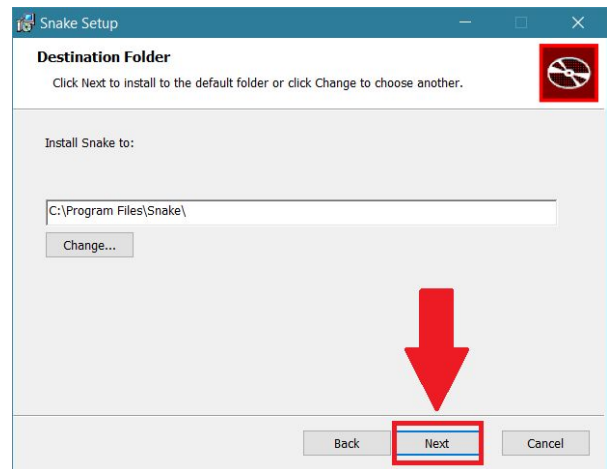 Snake Setup
Destination Folder
Click Next to install to the default folder or click Change to choose another.
Install Snake to:
C:\Program Files\Snake\
Change...
Back
Next
Cancel